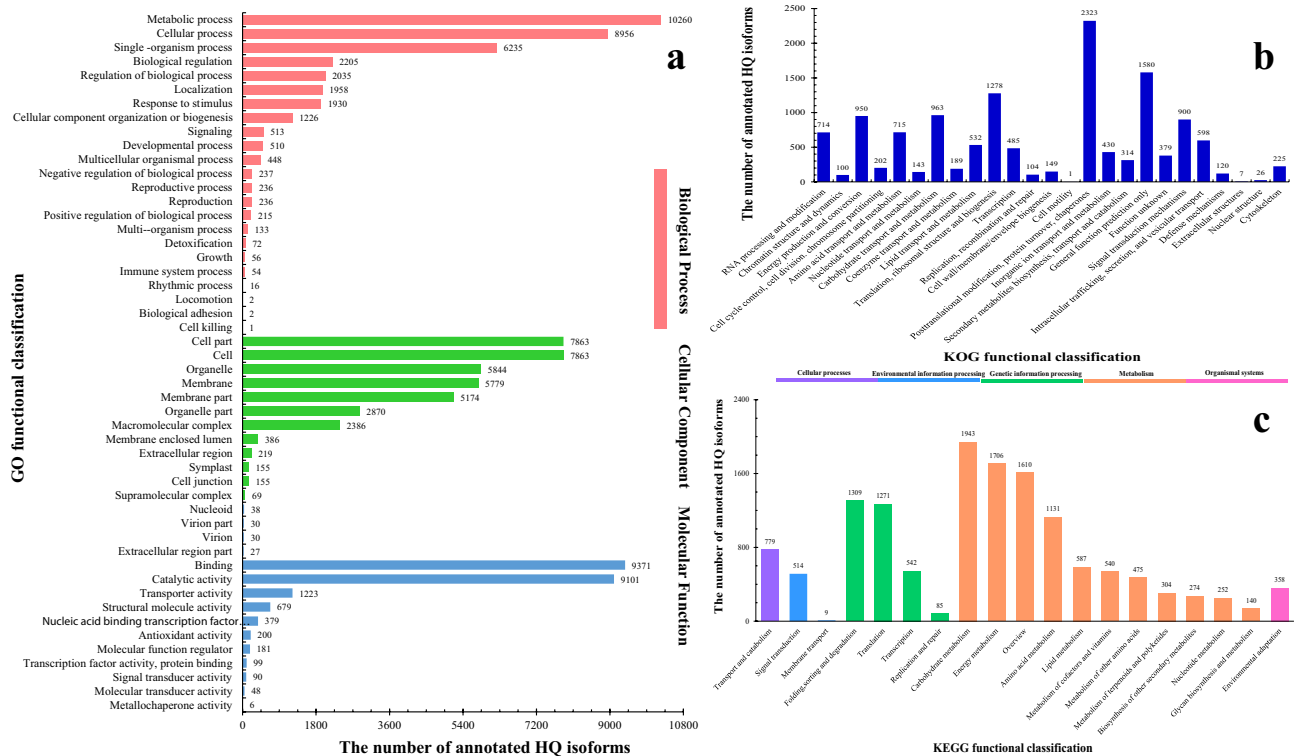 a
GO functional classification
Metabolic process 10260
Cellular process 8956
Single -organism process 6235
Biological regulation 2205
Regulation of biological process 2035
Localization 1958
Response to stimulus 1930
Cellular component organization or biogenesis 1226
Signaling 513
Developmental process 510
Multicellular organismal process 448
Negative regulation of biological process 237
Reproductive process 236
Reproduction 236
Positive regulation of biological process 215
Multi--organism process 133
Detoxification 72
Growth 56
Immune system process 54
Rhythmic process 16
Locomotion 2
Biological adhesion 2
Cell killing 1
Cell part 7863
Cell 7863
Organelle 5844
Membrane 5779
Membrane part 5174
Organelle part 2870
Macromolecular complex 2386
Membrane enclosed lumen 386
Extracellular region 219
Symplast 155
Cell junction 155
Supramolecular complex 69
Nucleoid 38
Virion part 30
Virion 30
Extracellular region part 27
Binding 9371
Catalytic activity 9101
Transporter activity 1223
Structural molecule activity 679
Nucleic acid binding transcription factor... 379
Antioxidant activity 200
Molecular function regulator 181
Transcription factor activity, protein binding 99
Signal transducer activity 90
Molecular transducer activity 48
Metallochaperone activity 6
0 1800 3600 5400 7200 9000 10800
The number of annotated HQ isoforms
Biological Process
Cellular Component
Molecular Function
b
The number of annotated HQ isoforms
2500
2000
1500
1000
500
0
714 100 950 202 715 143 963 189 532 1278 485 104 149 1 2323 430 314 1580 379 900 598 120 7 26 225
RNA processing and modification
Chromatin structure and dynamics
Energy production and conversion
Cell cycle control, cell division, chromosome partitioning
Amino acid transport and metabolism
Nucleotide transport and metabolism
Carbohydrate transport and metabolism
Coenzyme transport and metabolism
Lipid transport and metabolism
Translation, ribosomal structure and biogenesis
Transcription
Replication, recombination and repair
Cell wall/membrane/envelope biogenesis
Cell motility
Posttranslational modification, protein turnover, chaperones
Inorganic ion transport and metabolism
Secondary metabolites biosynthesis, transport and catabolism
General function prediction only
Function unknown
Signal transduction mechanisms
Intracellular trafficking, secretion, and vesicular transport
Defense mechanisms
Extracellular structures
Nuclear structure
Cytoskeleton
KOG functional classification
Cellular processes Environmental information processing Genetic information processing Metabolism Organismal systems
c
The number of annotated HQ isoforms
2400
1600
800
0
779 514 9 1309 1271 542 85 1943 1706 1610 1131 587 540 475 304 274 252 140 358
Transport and catabolism
Signal transduction
Membrane transport
Folding,sorting and degradation
Translation
Transcription
Replication and repair
Carbohydrate metabolism
Energy metabolism
Overview
Amino acid metabolism
Lipid metabolism
Metabolism of cofactors and vitamins
Metabolism of other amino acids
Metabolism of terpenoids and polyketides
Biosynthesis of other secondary metabolites
Nucleotide metabolism
Glycan biosynthesis and metabolism
Environmental adaptation
KEGG functional classification